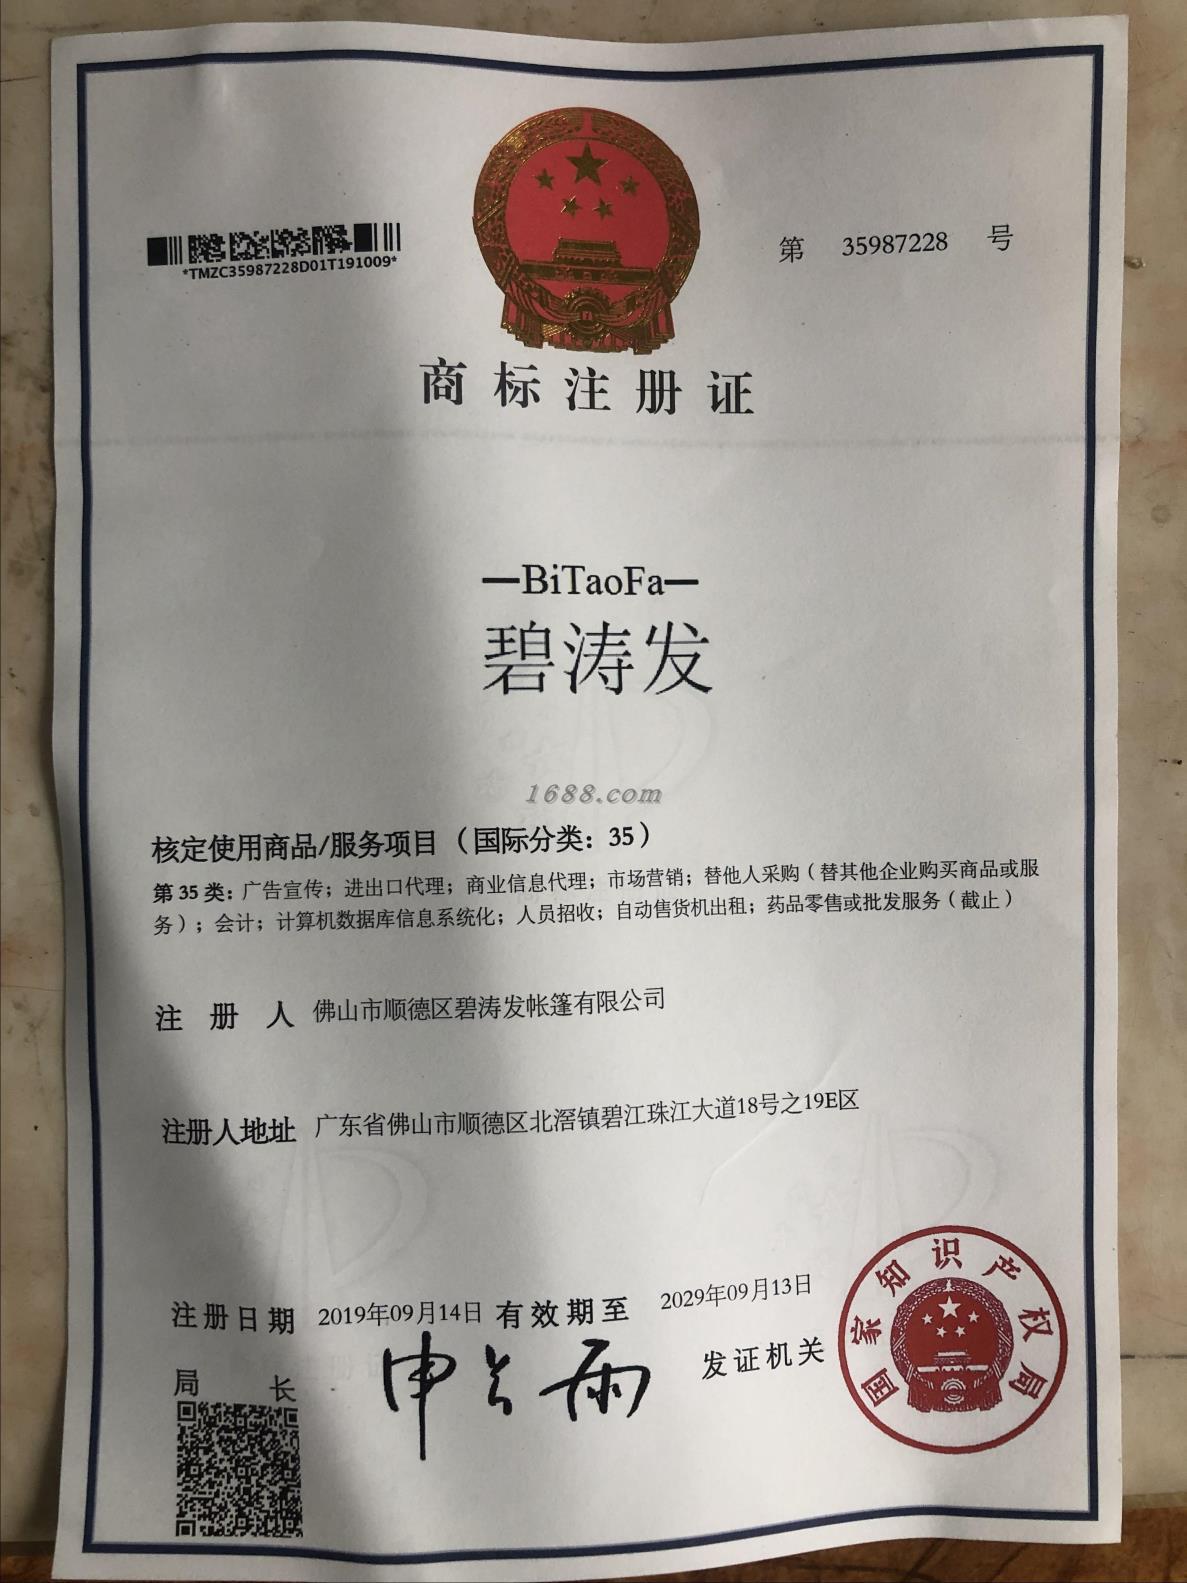 *TMZC35987228D01T191009*
第 35987228 号
商标注册证
—BiTaoFa—
碧涛发
1688.com
核定使用商品/服务项目（国际分类：35）
第 35 类：广告宣传；进出口代理；商业信息代理；市场营销；替他人采购（替其他企业购买商品或服
务）；会计；计算机数据库信息系统化；人员招收；自动售货机出租；药品零售或批发服务（截止）
注册人 佛山市顺德区碧涛发帐篷有限公司
注册人地址 广东省佛山市顺德区北滘镇碧江珠江大道18号之19E区
注册日期 2019年09月14日 有效期至 2029年09月13日
局长 申长雨 发证机关
国家知识产权局